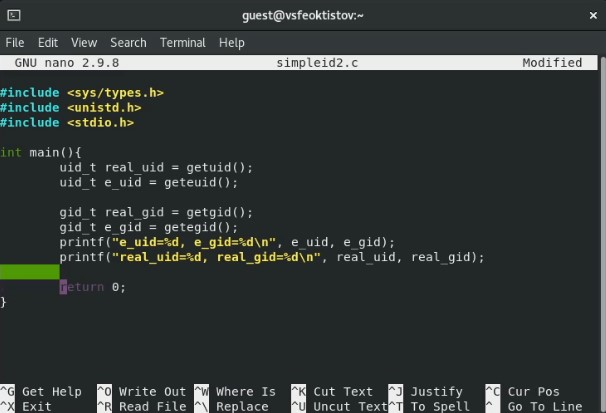 guest@vsfeoktistov:~
File Edit View Search Terminal Help
GNU nano 2.9.8 simpleid2.c Modified
#include <sys/types.h>
#include <unistd.h>
#include <stdio.h>
int main(){
uid_t real_uid = getuid();
uid_t e_uid = geteuid();
gid_t real_gid = getgid();
gid_t e_gid = getegid();
printf("e_uid=%d, e_gid=%d\n", e_uid, e_gid);
printf("real_uid=%d, real_gid=%d\n", real_uid, real_gid);
return 0;
}
^G Get Help ^O Write Out ^W Where Is ^K Cut Text ^J Justify ^C Cur Pos
^X Exit ^R Read File ^\ Replace ^U Uncut Text ^T To Spell ^_ Go To Line